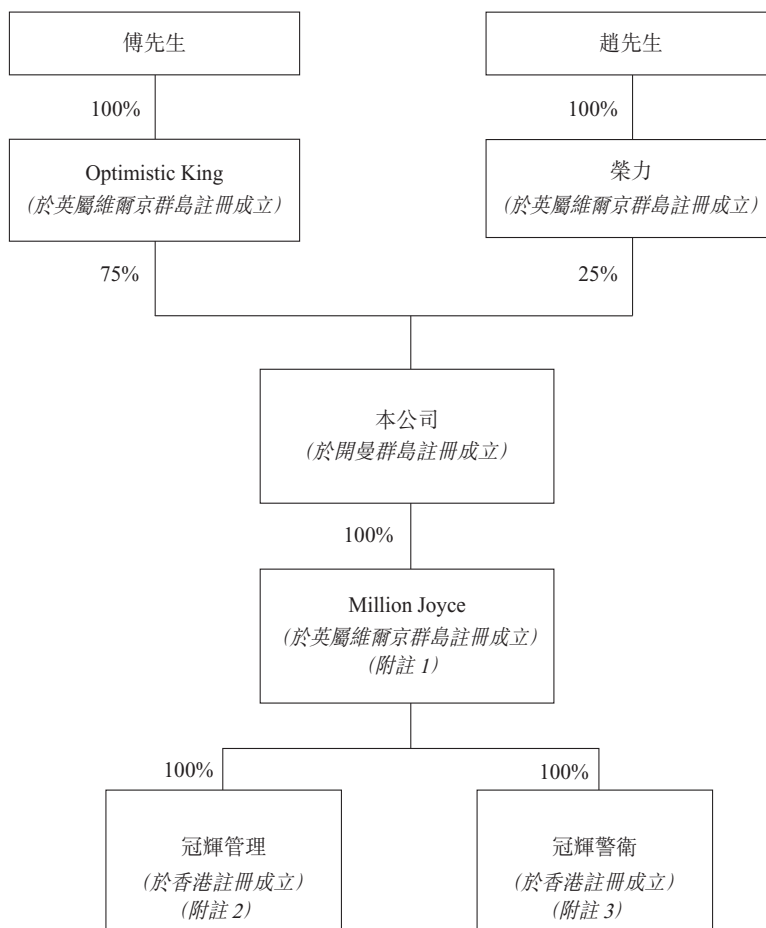 傅先生
趙先生
100%
100%
Optimistic King
(於英屬維爾京群島註冊成立)
榮力
(於英屬維爾京群島註冊成立)
75%
25%
本公司
(於開曼群島註冊成立)
100%
Million Joyce
(於英屬維爾京群島註冊成立)
(附註 1)
100%
100%
冠輝管理
(於香港註冊成立)
(附註 2)
冠輝警衛
(於香港註冊成立)
(附註 3)